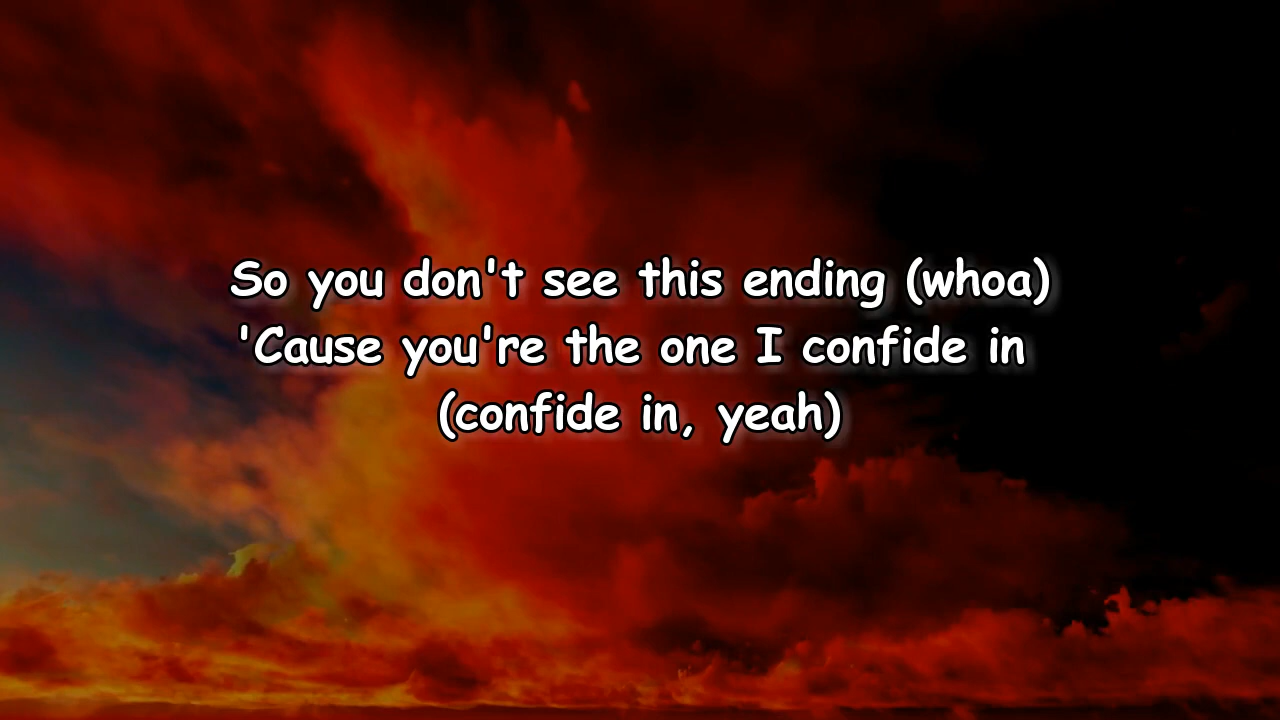 So you don't see this ending (whoa)
'Cause you're the one I confide in
(confide in, yeah)